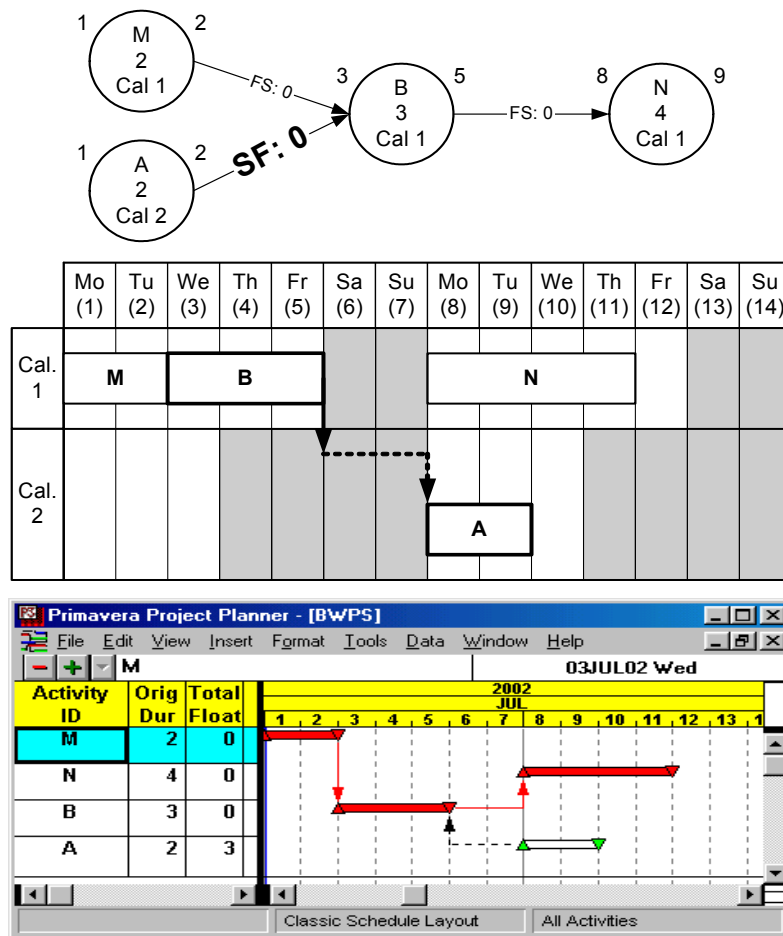 1 M 2
2
Cal 1
FS: 0
3 B 5
3
Cal 1
FS: 0
8 N 9
4
Cal 1
1 A 2
2
Cal 2
SF: 0
Mo Tu We Th Fr Sa Su Mo Tu We Th Fr Sa Su
(1) (2) (3) (4) (5) (6) (7) (8) (9) (10) (11) (12) (13) (14)
Cal. 1
M B N
Cal. 2
A
Primavera Project Planner - [BWPS]
File Edit View Insert Format Tools Data Window Help
M 03JUL02 Wed
Activity ID Orig Dur Total Float
2002
JUL
1 2 3 4 5 6 7 8 9 10 11 12 13 1
M 2 0
N 4 0
B 3 0
A 2 3
Classic Schedule Layout All Activities